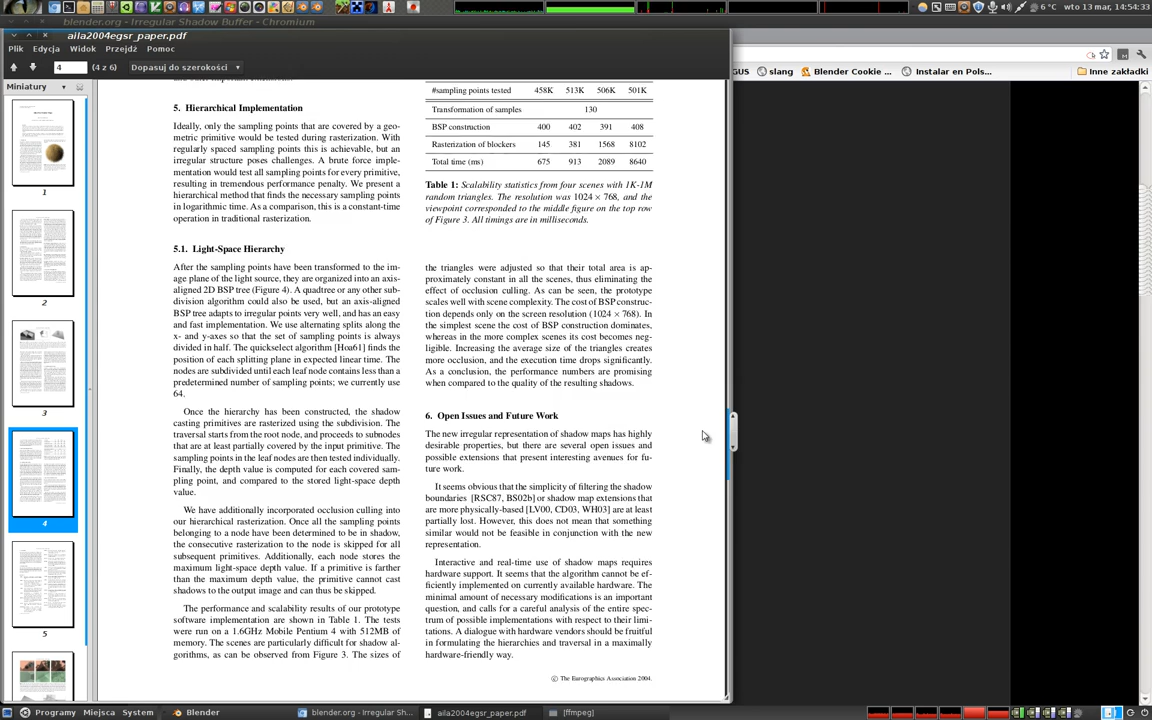 6 °C wto 13 mar, 14:54:33
blender.org - Irregular Shadow Buffer - Chromium
aila2004egsr_paper.pdf
Plik Edycja Widok Przejdź Pomoc
4 (4 z 6) Dopasuj do szerokości
GUS slang Blender Cookie ... Instalar en Pols... Inne zakładki
Miniatury
1
2
3
4
5
5. Hierarchical Implementation
Ideally, only the sampling points that are covered by a geo-
metric primitive would be tested during rasterization. With
regularly spaced sampling points this is achievable, but an
irregular structure poses challenges. A brute force imple-
mentation would test all sampling points for every primitive,
resulting in tremendous performance penalty. We present a
hierarchical method that finds the necessary sampling points
in logarithmic time. As a comparison, this is a constant-time
operation in traditional rasterization.
5.1. Light-Space Hierarchy
After the sampling points have been transformed to the im-
age plane of the light source, they are organized into an axis-
aligned 2D BSP tree (Figure 4). A quadtree or any other sub-
division algorithm could also be used, but an axis-aligned
BSP tree adapts to irregular points very well, and has an easy
and fast implementation. We use alternating splits along the
x- and y-axes so that the set of sampling points is always
divided in half. The quickselect algorithm [Hoa61] finds the
position of each splitting plane in expected linear time. The
nodes are subdivided until each leaf node contains less than a
predetermined number of sampling points; we currently use
64.
Once the hierarchy has been constructed, the shadow
casting primitives are rasterized using the subdivision. The
traversal starts from the root node, and proceeds to subnodes
that are at least partially covered by the input primitive. The
sampling points in the leaf nodes are then tested individually.
Finally, the depth value is computed for each covered sam-
pling point, and compared to the stored light-space depth
value.
We have additionally incorporated occlusion culling into
our hierarchical rasterization. Once all the sampling points
belonging to a node have been determined to be in shadow,
the consecutive rasterization to the node is skipped for all
subsequent primitives. Additionally, each node stores the
maximum light-space depth value. If a primitive is farther
than the maximum depth value, the primitive cannot cast
shadows to the output image and can thus be skipped.
The performance and scalability results of our prototype
software implementation are shown in Table 1. The tests
were run on a 1.6GHz Mobile Pentium 4 with 512MB of
memory. The scenes are particularly difficult for shadow al-
gorithms, as can be observed from Figure 3. The sizes of
#sampling points tested 458K 513K 506K 501K
Transformation of samples 130
BSP construction 400 402 391 408
Rasterization of blockers 145 381 1568 8102
Total time (ms) 675 913 2089 8640
Table 1: Scalability statistics from four scenes with 1K-1M
random triangles. The resolution was 1024 × 768, and the
viewpoint corresponded to the middle figure on the top row
of Figure 3. All timings are in milliseconds.
the triangles were adjusted so that their total area is ap-
proximately constant in all the scenes, thus eliminating the
effect of occlusion culling. As can be seen, the prototype
scales well with scene complexity. The cost of BSP construc-
tion depends only on the screen resolution (1024 × 768). In
the simplest scene the cost of BSP construction dominates,
whereas in the more complex scenes its cost becomes neg-
ligible. Increasing the average size of the triangles creates
more occlusion, and the execution time drops significantly.
As a conclusion, the performance numbers are promising
when compared to the quality of the resulting shadows.
6. Open Issues and Future Work
The new irregular representation of shadow maps has highly
desirable properties, but there are several open issues and
possible extensions that present interesting avenues for fu-
ture work.
It seems obvious that the simplicity of filtering the shadow
boundaries [RSC87, BS02b] or shadow map extensions that
are more physically-based [LV00, CD03, WH03] are at least
partially lost. However, this does not mean that something
similar would not be feasible in conjunction with the new
representation.
Interactive and real-time use of shadow maps requires
hardware support. It seems that the algorithm cannot be ef-
ficiently implemented on currently available hardware. The
minimal amount of necessary modifications is an important
question, and calls for a careful analysis of the entire spec-
trum of possible implementations with respect to their limi-
tations. A dialogue with hardware vendors should be fruitful
in formulating the hierarchies and traversal in a maximally
hardware-friendly way.
© The Eurographics Association 2004.
Programy Miejsca System Blender blender.org - Irregular Sh... aila2004egsr_paper.pdf [ffmpeg]